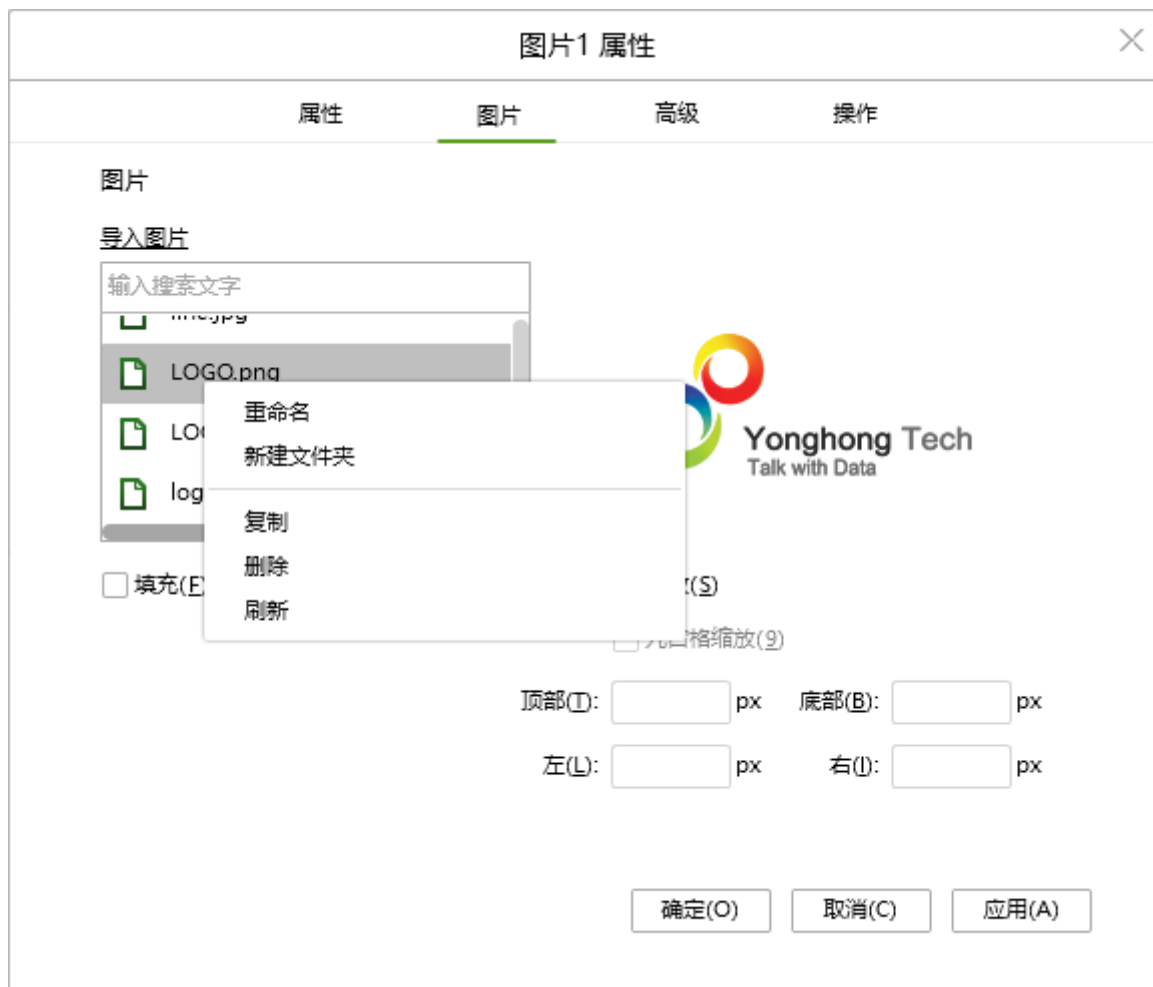 图片1 属性
属性 图片 高级 操作
图片
导入图片
输入搜索文字
LOGO.png
重命名
新建文件夹
复制
删除
刷新
Yonghong Tech
Talk with Data
填充(F)
(S)
格缩放(9)
顶部(T): px 底部(B): px
左(L): px 右(I): px
确定(O) 取消(C) 应用(A)